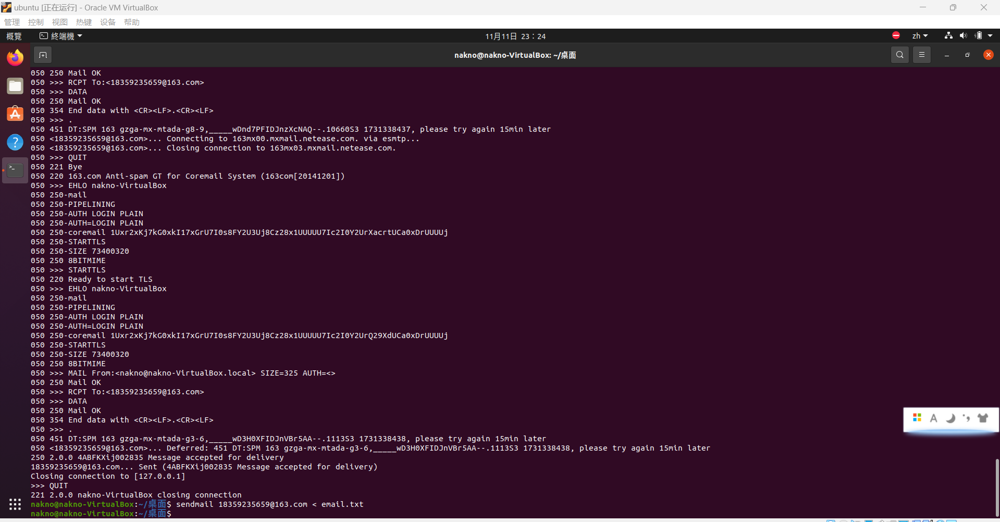 ubuntu [正在运行] - Oracle VM VirtualBox
管理 控制 视图 热键 设备 帮助
概覽 終端機 11月11日 23：24 zh
nakno@nakno-VirtualBox: ~/桌面
050 250 Mail OK
050 >>> RCPT To:<18359235659@163.com>
050 >>> DATA
050 250 Mail OK
050 354 End data with <CR><LF>.<CR><LF>
050 >>> .
050 451 DT:SPM 163 gzga-mx-mtada-g8-9,_____wDnd7PFIDJnzXcNAQ--.10660S3 1731338437, please try again 15min later
050 <18359235659@163.com>... Connecting to 163mx00.mxmail.netease.com. via esmtp...
050 <18359235659@163.com>... Closing connection to 163mx03.mxmail.netease.com.
050 >>> QUIT
050 221 Bye
050 220 163.com Anti-spam GT for Coremail System (163com[20141201])
050 >>> EHLO nakno-VirtualBox
050 250-mail
050 250-PIPELINING
050 250-AUTH LOGIN PLAIN
050 250-AUTH=LOGIN PLAIN
050 250-coremail 1Uxr2xKj7kG0xkI17xGrU7I0s8FY2U3Uj8Cz28x1UUUUU7Ic2I0Y2UrXacrtUCa0xDrUUUUj
050 250-STARTTLS
050 250-SIZE 73400320
050 250 8BITMIME
050 >>> STARTTLS
050 220 Ready to start TLS
050 >>> EHLO nakno-VirtualBox
050 250-mail
050 250-PIPELINING
050 250-AUTH LOGIN PLAIN
050 250-AUTH=LOGIN PLAIN
050 250-coremail 1Uxr2xKj7kG0xkI17xGrU7I0s8FY2U3Uj8Cz28x1UUUUU7Ic2I0Y2UrQ29XdUCa0xDrUUUUj
050 250-STARTTLS
050 250-SIZE 73400320
050 250 8BITMIME
050 >>> MAIL From:<nakno@nakno-VirtualBox.local> SIZE=325 AUTH=<>
050 250 Mail OK
050 >>> RCPT To:<18359235659@163.com>
050 >>> DATA
050 250 Mail OK
050 354 End data with <CR><LF>.<CR><LF>
050 >>> .
050 451 DT:SPM 163 gzga-mx-mtada-g3-6,_____wD3H0XFIDJnVBr5AA--.1113S3 1731338438, please try again 15min later
050 <18359235659@163.com>... Deferred: 451 DT:SPM 163 gzga-mx-mtada-g3-6,_____wD3H0XFIDJnVBr5AA--.1113S3 1731338438, please try again 15min later
250 2.0.0 4ABFKXij002835 Message accepted for delivery
18359235659@163.com... Sent (4ABFKXij002835 Message accepted for delivery)
Closing connection to [127.0.0.1]
>>> QUIT
221 2.0.0 nakno-VirtualBox closing connection
nakno@nakno-VirtualBox:~/桌面$ sendmail 18359235659@163.com < email.txt
nakno@nakno-VirtualBox:~/桌面$